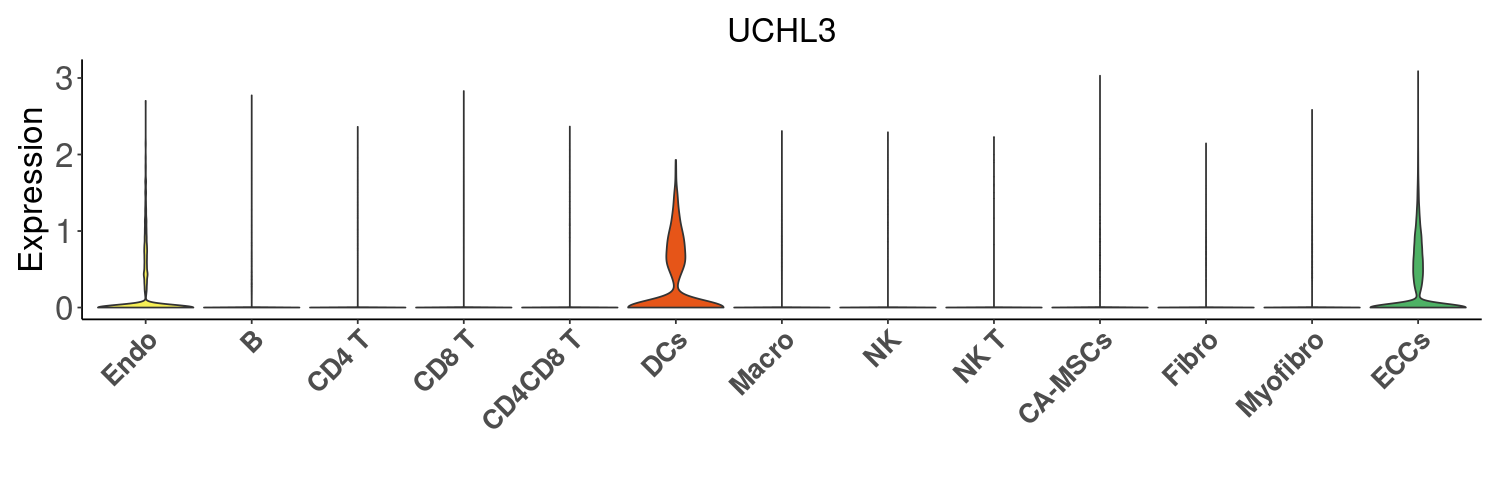 UCHL3
Expression
3
2
1
0
Endo
B
CD4 T
CD8 T
CD4CD8 T
DCs
Macro
NK
NK T
CA-MSCs
Fibro
Myofibro
ECCs